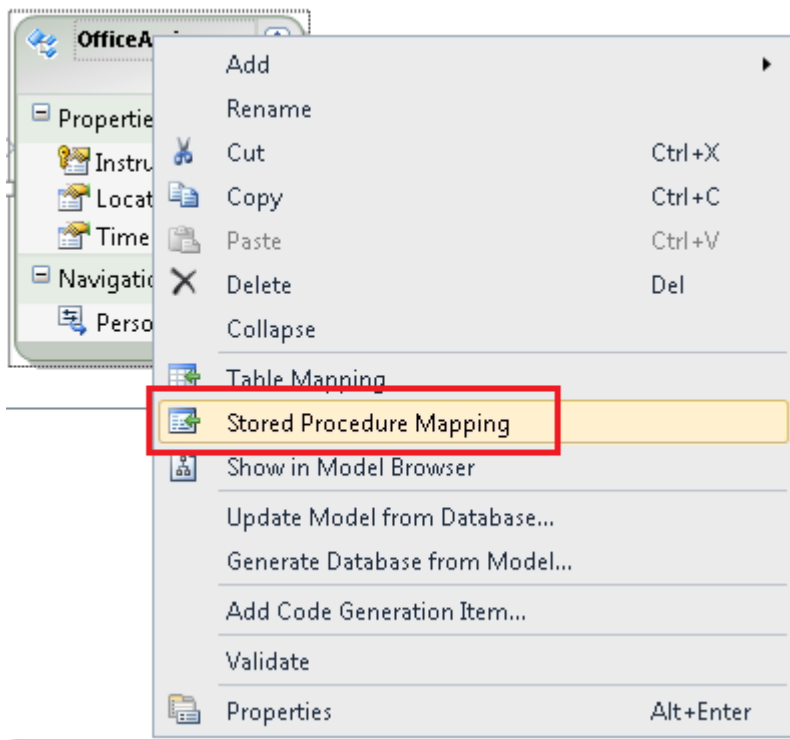 OfficeA
Properties
Instru
Locat
Time
Navigatio
Perso
Add
Rename
Cut Ctrl+X
Copy Ctrl+C
Paste Ctrl+V
Delete Del
Collapse
Table Mapping
Stored Procedure Mapping
Show in Model Browser
Update Model from Database...
Generate Database from Model...
Add Code Generation Item...
Validate
Properties Alt+Enter